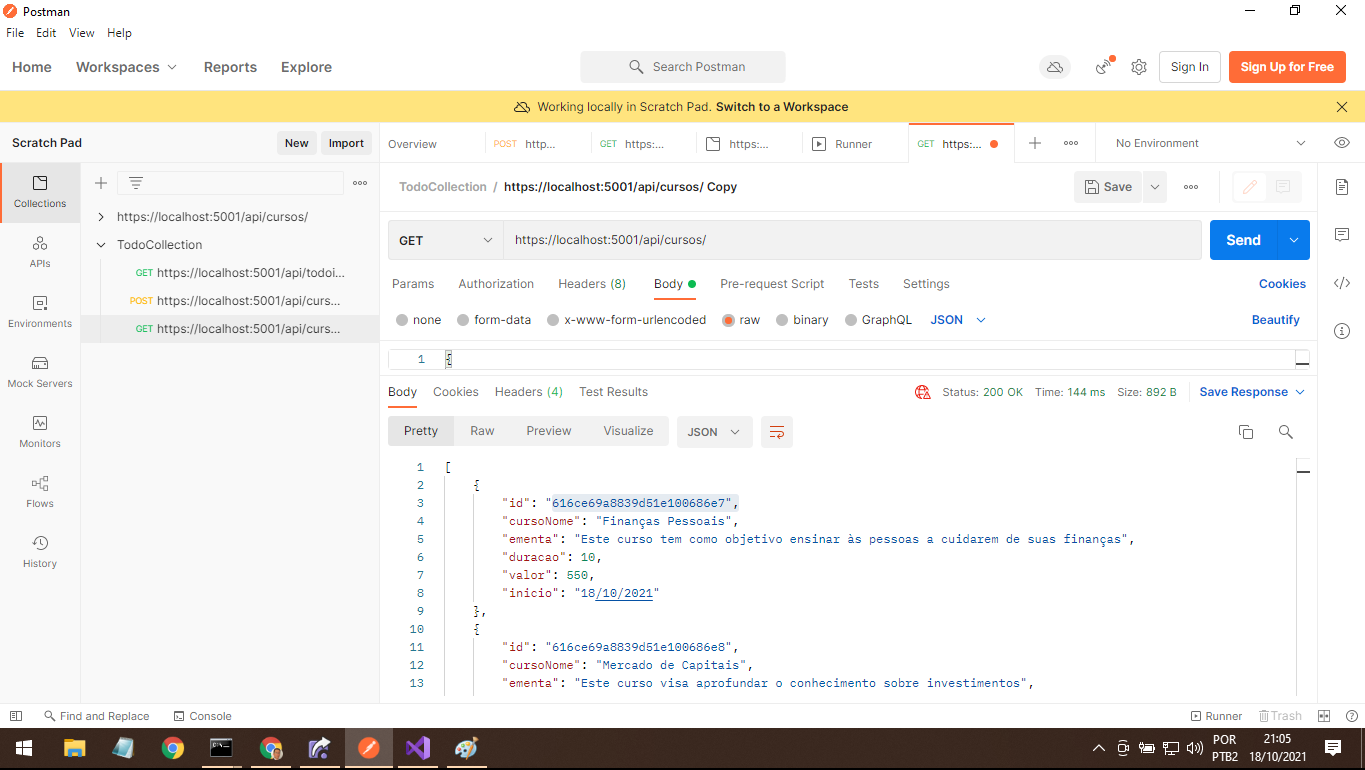 Postman
File Edit View Help
Home Workspaces Reports Explore Search Postman Sign In Sign Up for Free
Working locally in Scratch Pad. Switch to a Workspace
Scratch Pad New Import Overview POST http... GET https:... https:... Runner GET https:... No Environment
Collections
APIs
Environments
Mock Servers
Monitors
Flows
History
https://localhost:5001/api/cursos/
TodoCollection
GET https://localhost:5001/api/todoi...
POST https://localhost:5001/api/curs...
GET https://localhost:5001/api/curs...
TodoCollection / https://localhost:5001/api/cursos/ Copy Save
GET https://localhost:5001/api/cursos/ Send
Params Authorization Headers (8) Body Pre-request Script Tests Settings Cookies
none form-data x-www-form-urlencoded raw binary GraphQL JSON Beautify
1 {
Body Cookies Headers (4) Test Results Status: 200 OK Time: 144 ms Size: 892 B Save Response
Pretty Raw Preview Visualize JSON
1 [
2 {
3 "id": "616ce69a8839d51e100686e7",
4 "cursoNome": "Finanças Pessoais",
5 "ementa": "Este curso tem como objetivo ensinar às pessoas a cuidarem de suas finanças",
6 "duracao": 10,
7 "valor": 550,
8 "inicio": "18/10/2021"
9 },
10 {
11 "id": "616ce69a8839d51e100686e8",
12 "cursoNome": "Mercado de Capitais",
13 "ementa": "Este curso visa aprofundar o conhecimento sobre investimentos",
Find and Replace Console Runner Trash
POR 21:05
PTB2 18/10/2021